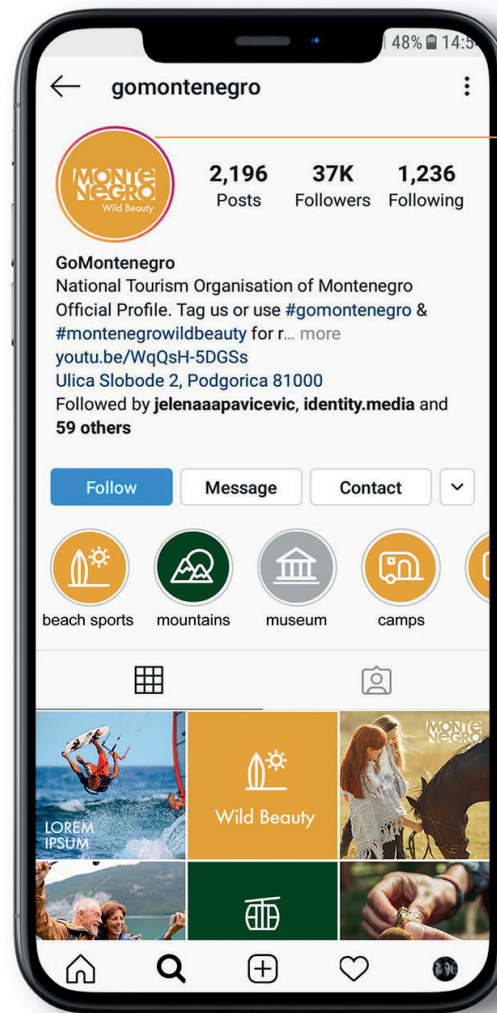 48% 14:5
gomontenegro
MONTE
NEGRO
Wild Beauty
2,196 37K 1,236
Posts Followers Following
GoMontenegro
National Tourism Organisation of Montenegro
Official Profile. Tag us or use #gomontenegro &
#montenegrowildbeauty for r... more
youtu.be/WqQsH-5DGSs
Ulica Slobode 2, Podgorica 81000
Followed by jelenaaapavicevic, identity.media and
59 others
Follow Message Contact
beach sports mountains museum camps
LOREM
IPSUM
Wild Beauty
MONTE
NEGRO